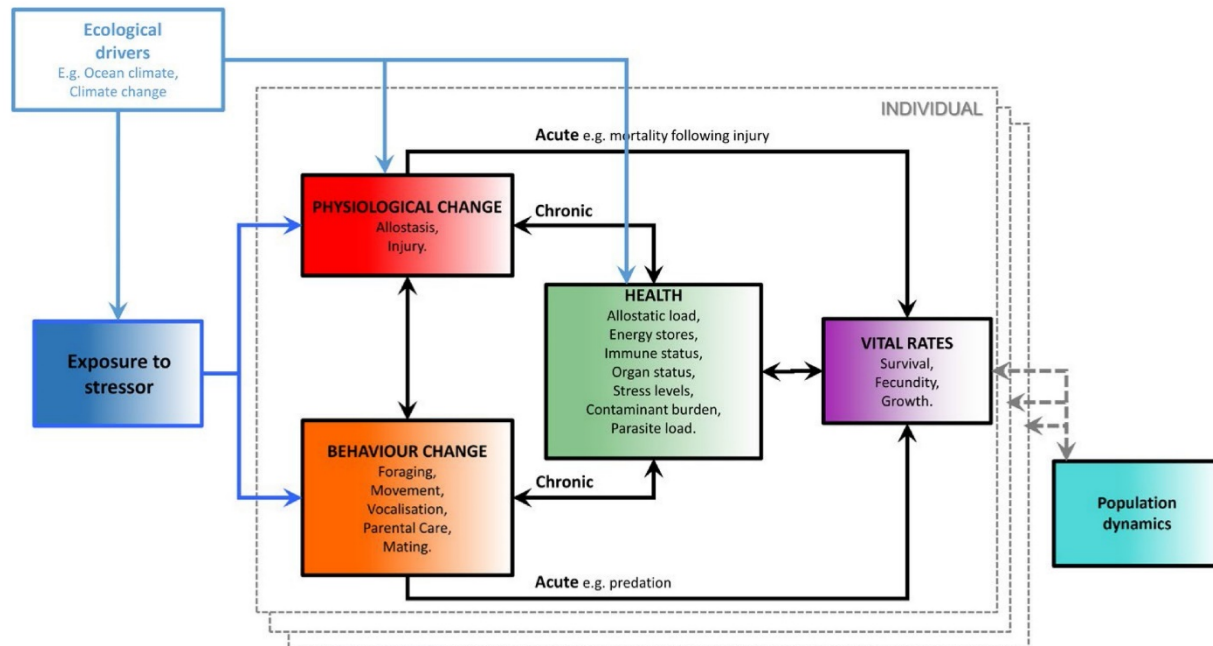 Ecological
drivers
E.g. Ocean climate,
Climate change
INDIVIDUAL
Acute e.g. mortality following injury
PHYSIOLOGICAL CHANGE
Allostasis,
Injury.
Chronic
HEALTH
Allostatic load,
Energy stores,
Immune status,
Organ status,
Stress levels,
Contaminant burden,
Parasite load.
VITAL RATES
Survival,
Fecundity,
Growth.
Exposure to
stressor
BEHAVIOUR CHANGE
Foraging,
Movement,
Vocalisation,
Parental Care,
Mating.
Chronic
Acute e.g. predation
Population
dynamics